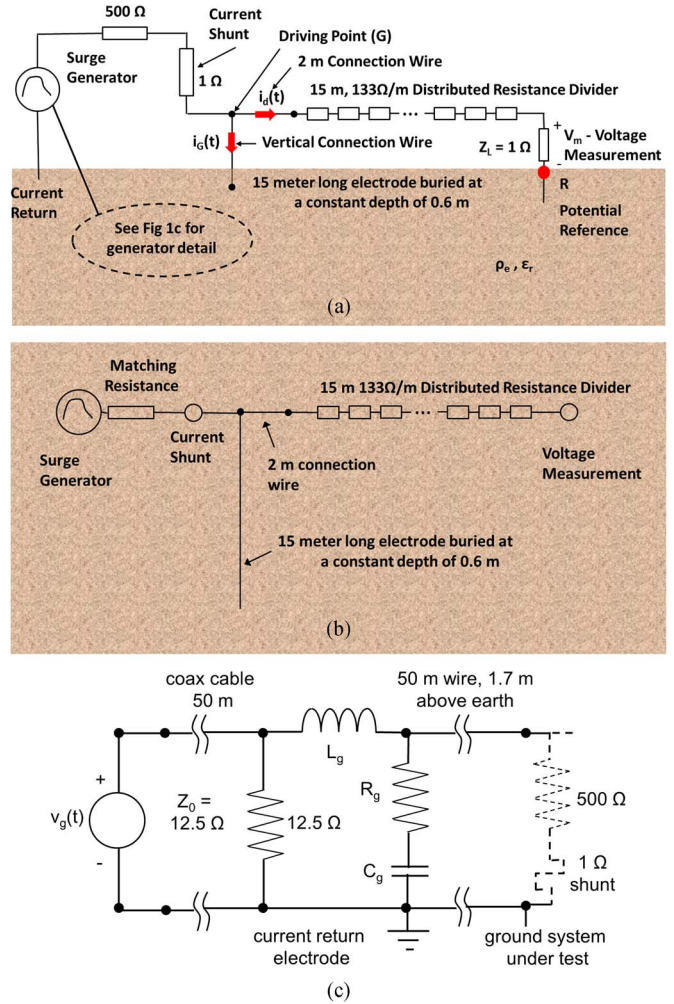 500 Ω
Current
Shunt
Surge
Generator
1 Ω
Driving Point (G)
2 m Connection Wire
i_d(t)
15 m, 133Ω/m Distributed Resistance Divider
i_G(t)
Vertical Connection Wire
Z_L = 1 Ω
+
V_m - Voltage
Measurement
-
Current
Return
15 meter long electrode buried at
a constant depth of 0.6 m
R
Potential
Reference
See Fig 1c for
generator detail
ρ_e , ε_r
(a)
Matching
Resistance
15 m 133Ω/m Distributed Resistance Divider
Surge
Generator
Current
Shunt
2 m connection
wire
Voltage
Measurement
15 meter long electrode buried at
a constant depth of 0.6 m
(b)
coax cable
50 m
50 m wire, 1.7 m
above earth
L_g
+
v_g(t)
-
Z_0 =
12.5 Ω
12.5 Ω
R_g
C_g
500 Ω
1 Ω
shunt
current return
electrode
ground system
under test
(c)